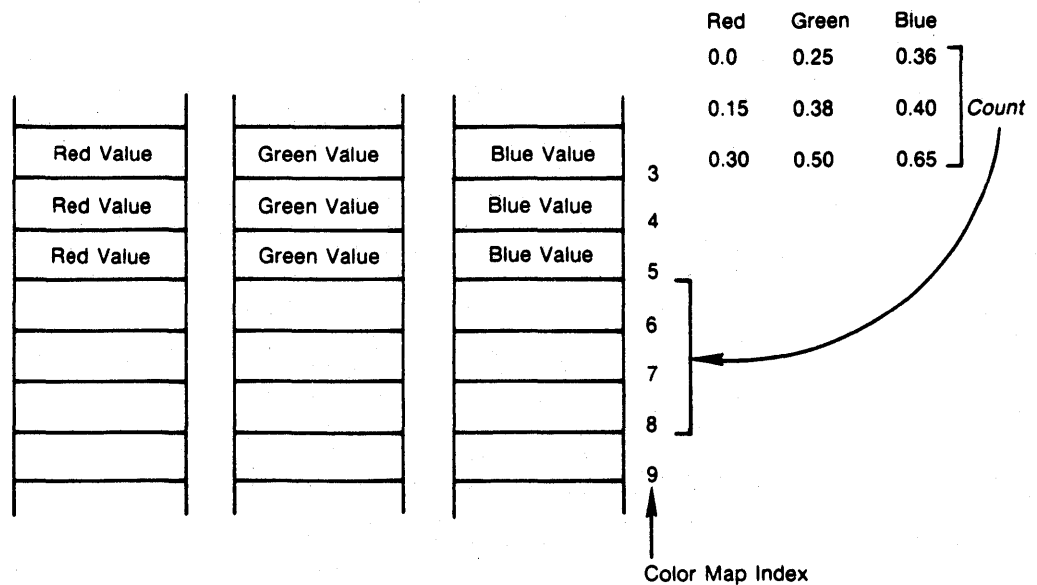 Red Green Blue
0.0 0.25 0.36
0.15 0.38 0.40 Count
0.30 0.50 0.65
Red Value Green Value Blue Value 3
Red Value Green Value Blue Value 4
Red Value Green Value Blue Value 5
6
7
8
9
Color Map Index